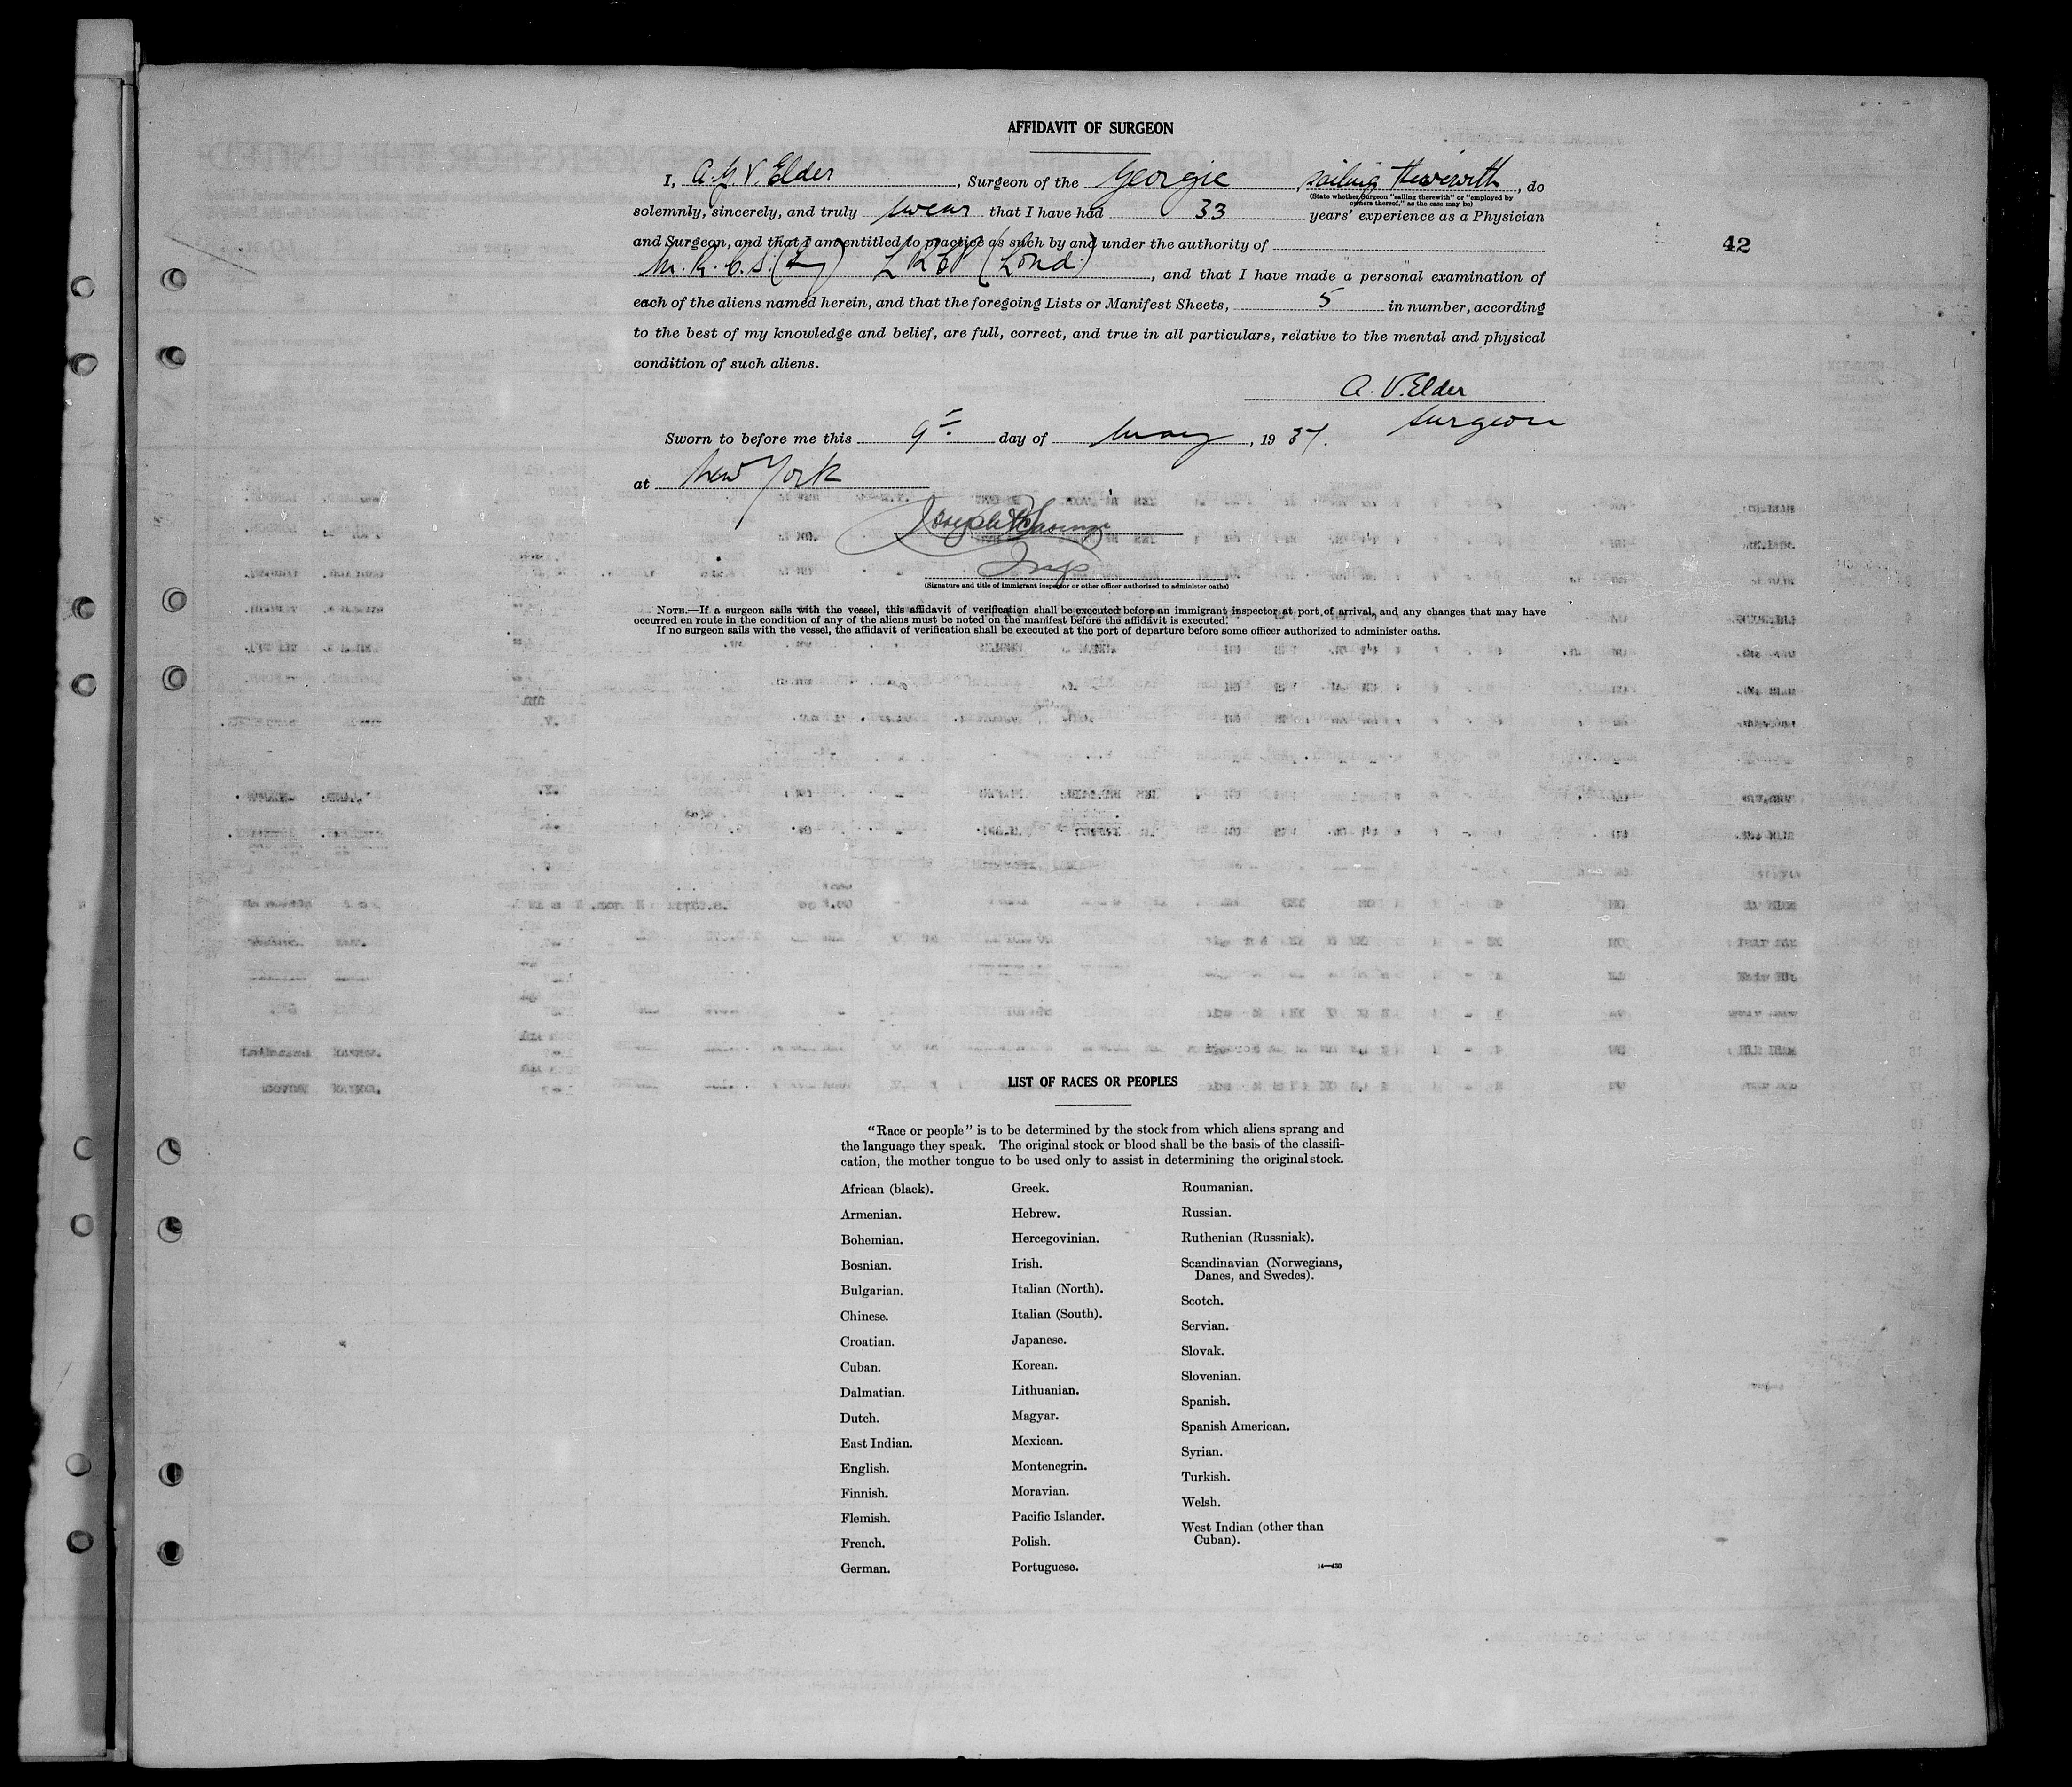 AFFIDAVIT OF SURGEON
I, A. G. V. Elder, Surgeon of the Georgic sailing therewith, do
(State whether Surgeon "sailing therewith" or "employed by
owners thereof," as the case may be)
solemnly, sincerely, and truly swear that I have had 33 years' experience as a Physician
and Surgeon, and that I am entitled to practice as such by and under the authority of
M.R.C.S. (Eng) LRCP (Lond.), and that I have made a personal examination of
each of the aliens named herein, and that the foregoing Lists or Manifest Sheets, 5 in number, according
to the best of my knowledge and belief, are full, correct, and true in all particulars, relative to the mental and physical
condition of such aliens.
42
A. V. Elder
Surgeon
Sworn to before me this 9th day of May, 1937.
at New York
Joseph
Insp
(Signature and title of immigrant inspector or other officer authorized to administer oaths)
NOTE.—If a surgeon sails with the vessel, this affidavit of verification shall be executed before an immigrant inspector at port of arrival, and any changes that may have
occurred en route in the condition of any of the aliens must be noted on the manifest before the affidavit is executed.
If no surgeon sails with the vessel, the affidavit of verification shall be executed at the port of departure before some officer authorized to administer oaths.
LIST OF RACES OR PEOPLES
"Race or people" is to be determined by the stock from which aliens sprang and
the language they speak. The original stock or blood shall be the basis of the classifi-
cation, the mother tongue to be used only to assist in determining the original stock.
African (black).
Armenian.
Bohemian.
Bosnian.
Bulgarian.
Chinese.
Croatian.
Cuban.
Dalmatian.
Dutch.
East Indian.
English.
Finnish.
Flemish.
French.
German.
Greek.
Hebrew.
Hercegovinian.
Irish.
Italian (North).
Italian (South).
Japanese.
Korean.
Lithuanian.
Magyar.
Mexican.
Montenegrin.
Moravian.
Pacific Islander.
Polish.
Portuguese.
Roumanian.
Russian.
Ruthenian (Russniak).
Scandinavian (Norwegians,
Danes, and Swedes).
Scotch.
Servian.
Slovak.
Slovenian.
Spanish.
Spanish American.
Syrian.
Turkish.
Welsh.
West Indian (other than
Cuban).
14—430